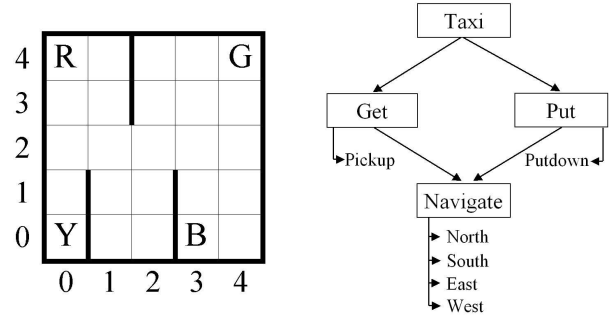 4 R G
3
2
1
0 Y B
0 1 2 3 4
Taxi
Get Put
Pickup Putdown
Navigate
North
South
East
West